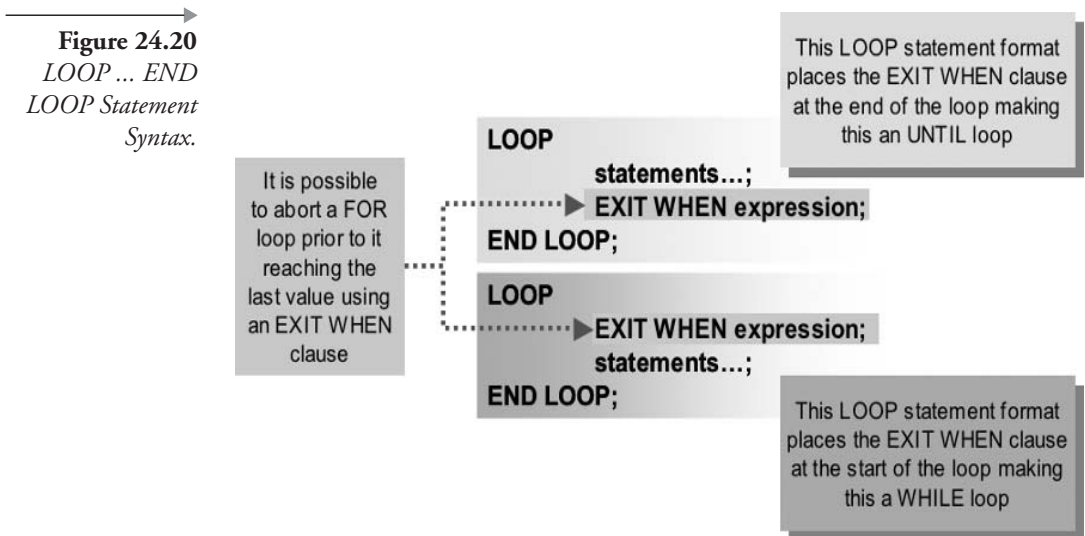 Figure 24.20
LOOP ... END
LOOP Statement
Syntax.
This LOOP statement format
places the EXIT WHEN clause
at the end of the loop making
this an UNTIL loop
It is possible
to abort a FOR
loop prior to it
reaching the
last value using
an EXIT WHEN
clause
LOOP
statements...;
EXIT WHEN expression;
END LOOP;
LOOP
EXIT WHEN expression;
statements...;
END LOOP;
This LOOP statement format
places the EXIT WHEN clause
at the start of the loop making
this a WHILE loop